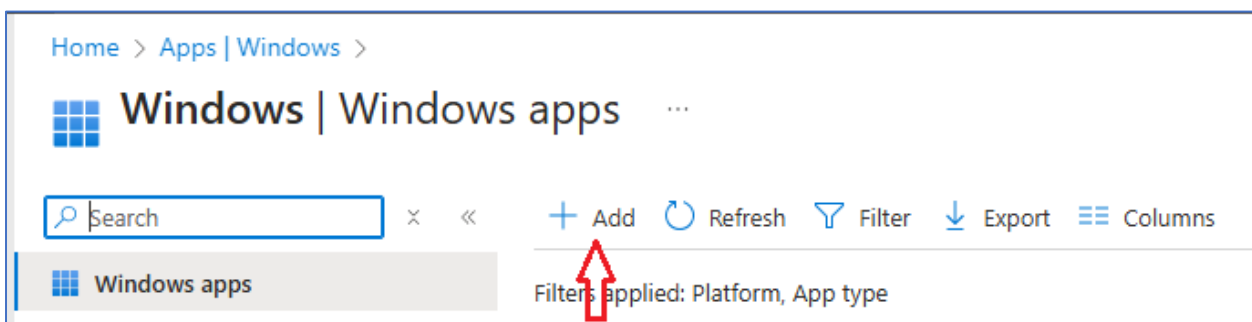 Home > Apps | Windows >
Windows | Windows apps ...
Search
Add Refresh Filter Export Columns
Windows apps
Filters applied: Platform, App type